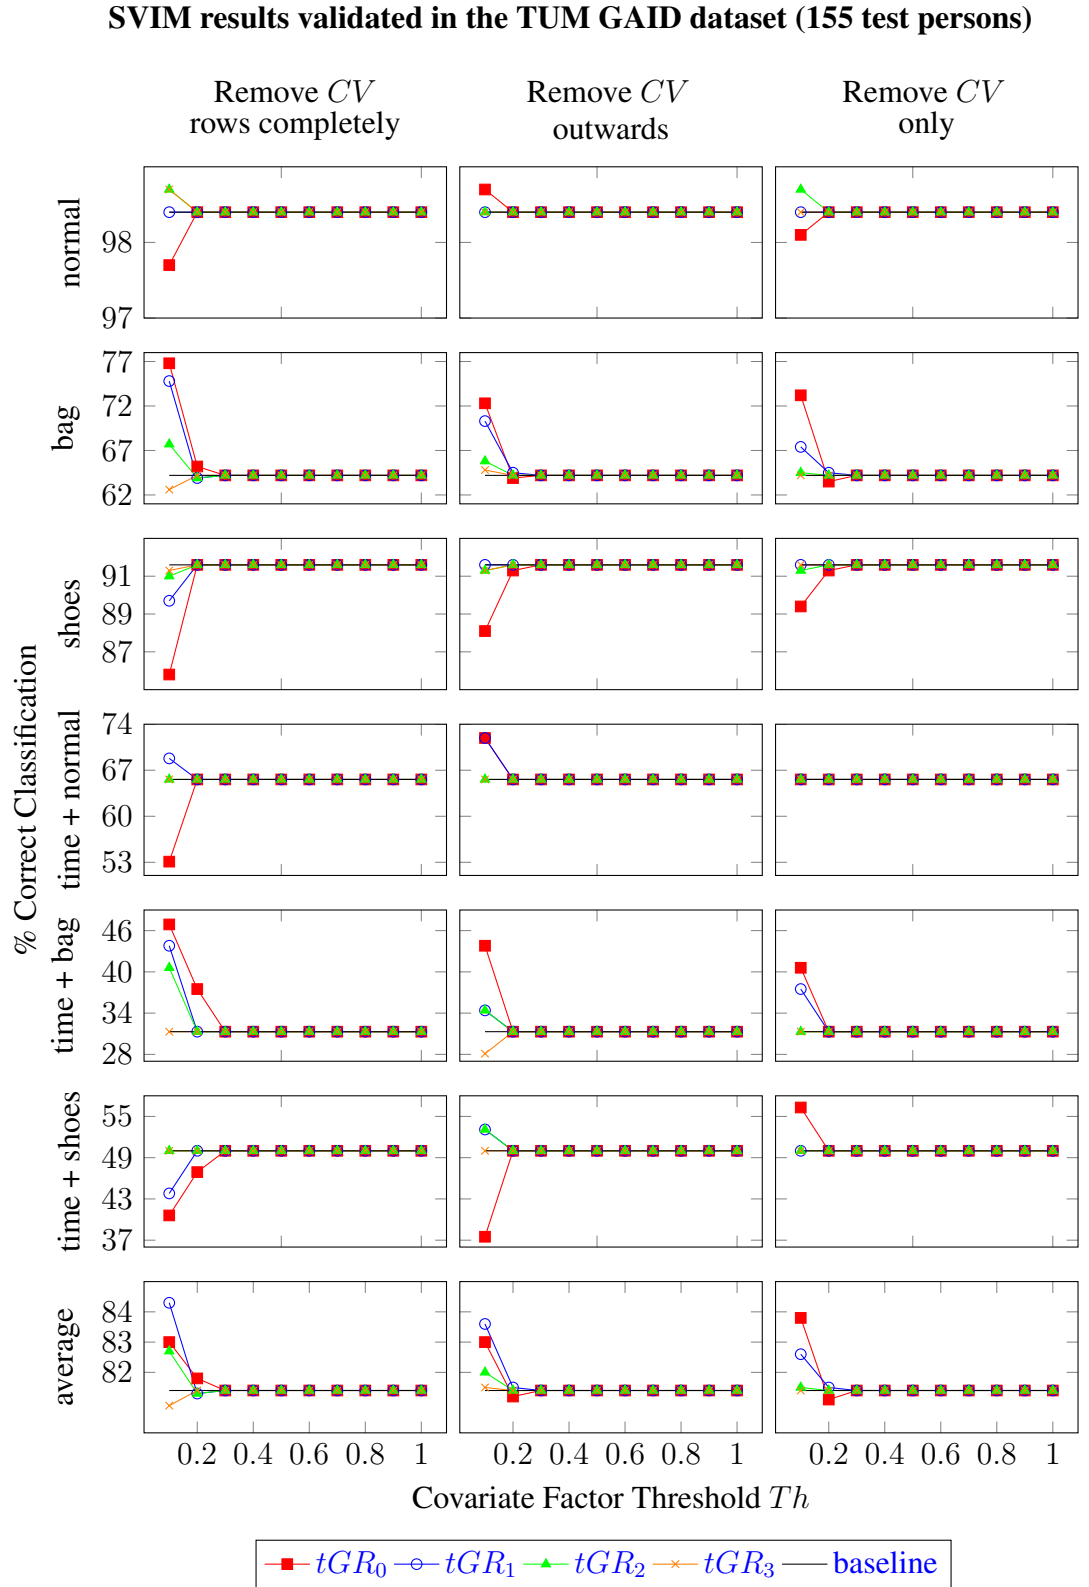 SVIM results validated in the TUM GAID dataset (155 test persons)
Remove CV
rows completely
Remove CV
outwards
Remove CV
only
% Correct Classification
normal
98
97
bag
77
72
67
62
shoes
91
89
87
time + normal
74
67
60
53
time + bag
46
40
34
28
time + shoes
55
49
43
37
average
84
83
82
0.2 0.4 0.6 0.8 1
0.2 0.4 0.6 0.8 1
0.2 0.4 0.6 0.8 1
Covariate Factor Threshold Th
tGR₀ tGR₁ tGR₂ tGR₃ baseline